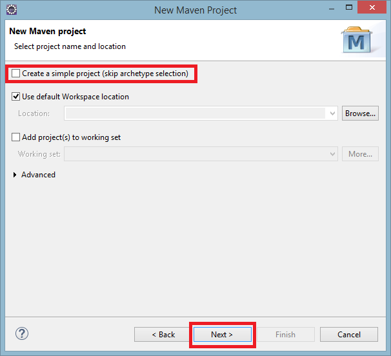 New Maven Project
New Maven project
Select project name and location
M
Create a simple project (skip archetype selection)
Use default Workspace location
Location:
Browse...
Add project(s) to working set
Working set:
More...
Advanced
?
< Back
Next >
Finish
Cancel